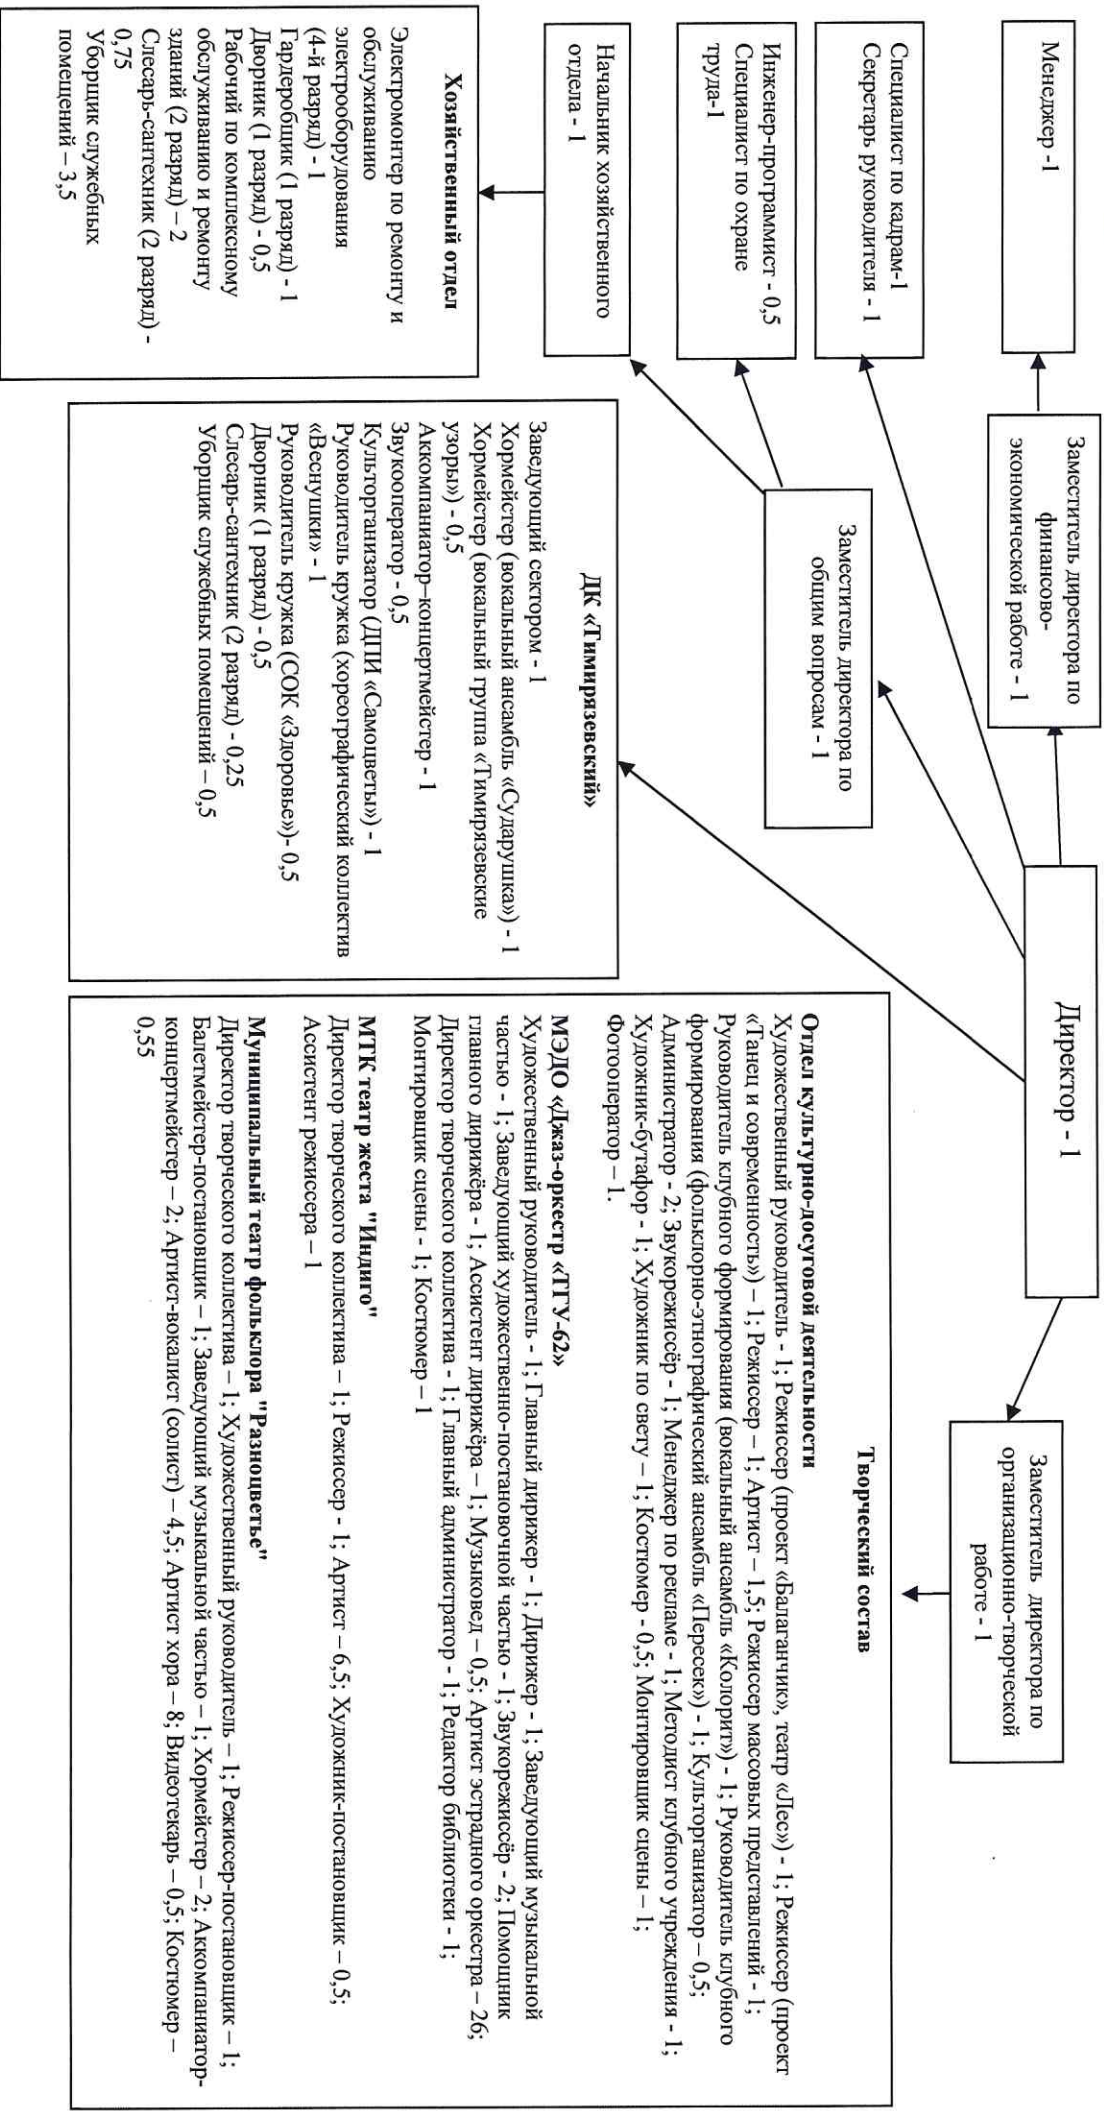 Директор - 1
Заместитель директора по
финансово-
экономической работе - 1
Менеджер -1
Специалист по кадрам-1
Секретарь руководителя - 1
Заместитель директора по
общим вопросам - 1
Инженер-программист - 0,5
Специалист по охране
труда-1
Начальник хозяйственного
отдела - 1
Хозяйственный отдел
Электромонтер по ремонту и
обслуживанию
электрооборудования
(4-й разряд) - 1
Гардеробщик (1 разряд) - 1
Дворник (1 разряд) - 0,5
Рабочий по комплексному
обслуживанию и ремонту
зданий (2 разряд) – 2
Слесарь-сантехник (2 разряд) -
0,75
Уборщик служебных
помещений – 3,5
ДК «Тимирязевский»
Заведующий сектором - 1
Хормейстер (вокальный ансамбль «Сударушка») - 1
Хормейстер (вокальный группа «Тимирязевские
узоры») - 0,5
Аккомпаниатор–концертмейстер - 1
Звукооператор - 0,5
Культорганизатор (ДПИ «Самоцветы») - 1
Руководитель кружка (хореографический коллектив
«Веснушки» - 1
Руководитель кружка (СОК «Здоровье»)- 0,5
Дворник (1 разряд) - 0,5
Слесарь-сантехник (2 разряд) - 0,25
Уборщик служебных помещений – 0,5
Заместитель директора по
организационно-творческой
работе - 1
Творческий состав
Отдел культурно-досуговой деятельности
Художественный руководитель - 1; Режиссер (проект «Балаганчик», театр «Лес») - 1; Режиссер (проект
«Танец и современность») – 1; Режиссер – 1; Артист – 1,5; Режиссер массовых представлений - 1;
Руководитель клубного формирования (вокальный ансамбль «Колорит») - 1; Руководитель клубного
формирования (фольклорно-этнографический ансамбль «Пересек») - 1; Культорганизатор – 0,5;
Администратор - 2; Звукорежиссёр - 1; Менеджер по рекламе - 1; Методист клубного учреждения - 1;
Художник-бутафор - 1; Художник по свету – 1; Костюмер - 0,5; Монтировщик сцены – 1;
Фотооператор – 1.
МЭДО «Джаз-оркестр «ТГУ-62»
Художественный руководитель - 1; Главный дирижер - 1; Дирижер - 1; Заведующий музыкальной
частью - 1; Заведующий художественно-постановочной частью - 1; Звукорежиссёр - 2; Помощник
главного дирижёра - 1; Ассистент дирижёра – 1; Музыковед – 0,5; Артист эстрадного оркестра – 26;
Директор творческого коллектива - 1; Главный администратор - 1; Редактор библиотеки - 1;
Монтировщик сцены - 1; Костюмер – 1
МТК театр жеста "Индиго"
Директор творческого коллектива – 1; Режиссер - 1; Артист – 6,5; Художник-постановщик – 0,5;
Ассистент режиссера – 1
Муниципальный театр фольклора "Разноцветье"
Директор творческого коллектива – 1; Художественный руководитель – 1; Режиссер-постановщик – 1;
Балетмейстер-постановщик – 1; Заведующий музыкальной частью – 1; Хормейстер – 2; Аккомпаниатор-
концертмейстер – 2; Артист-вокалист (солист) – 4,5; Артист хора – 8; Видеотекарь – 0,5; Костюмер –
0,55